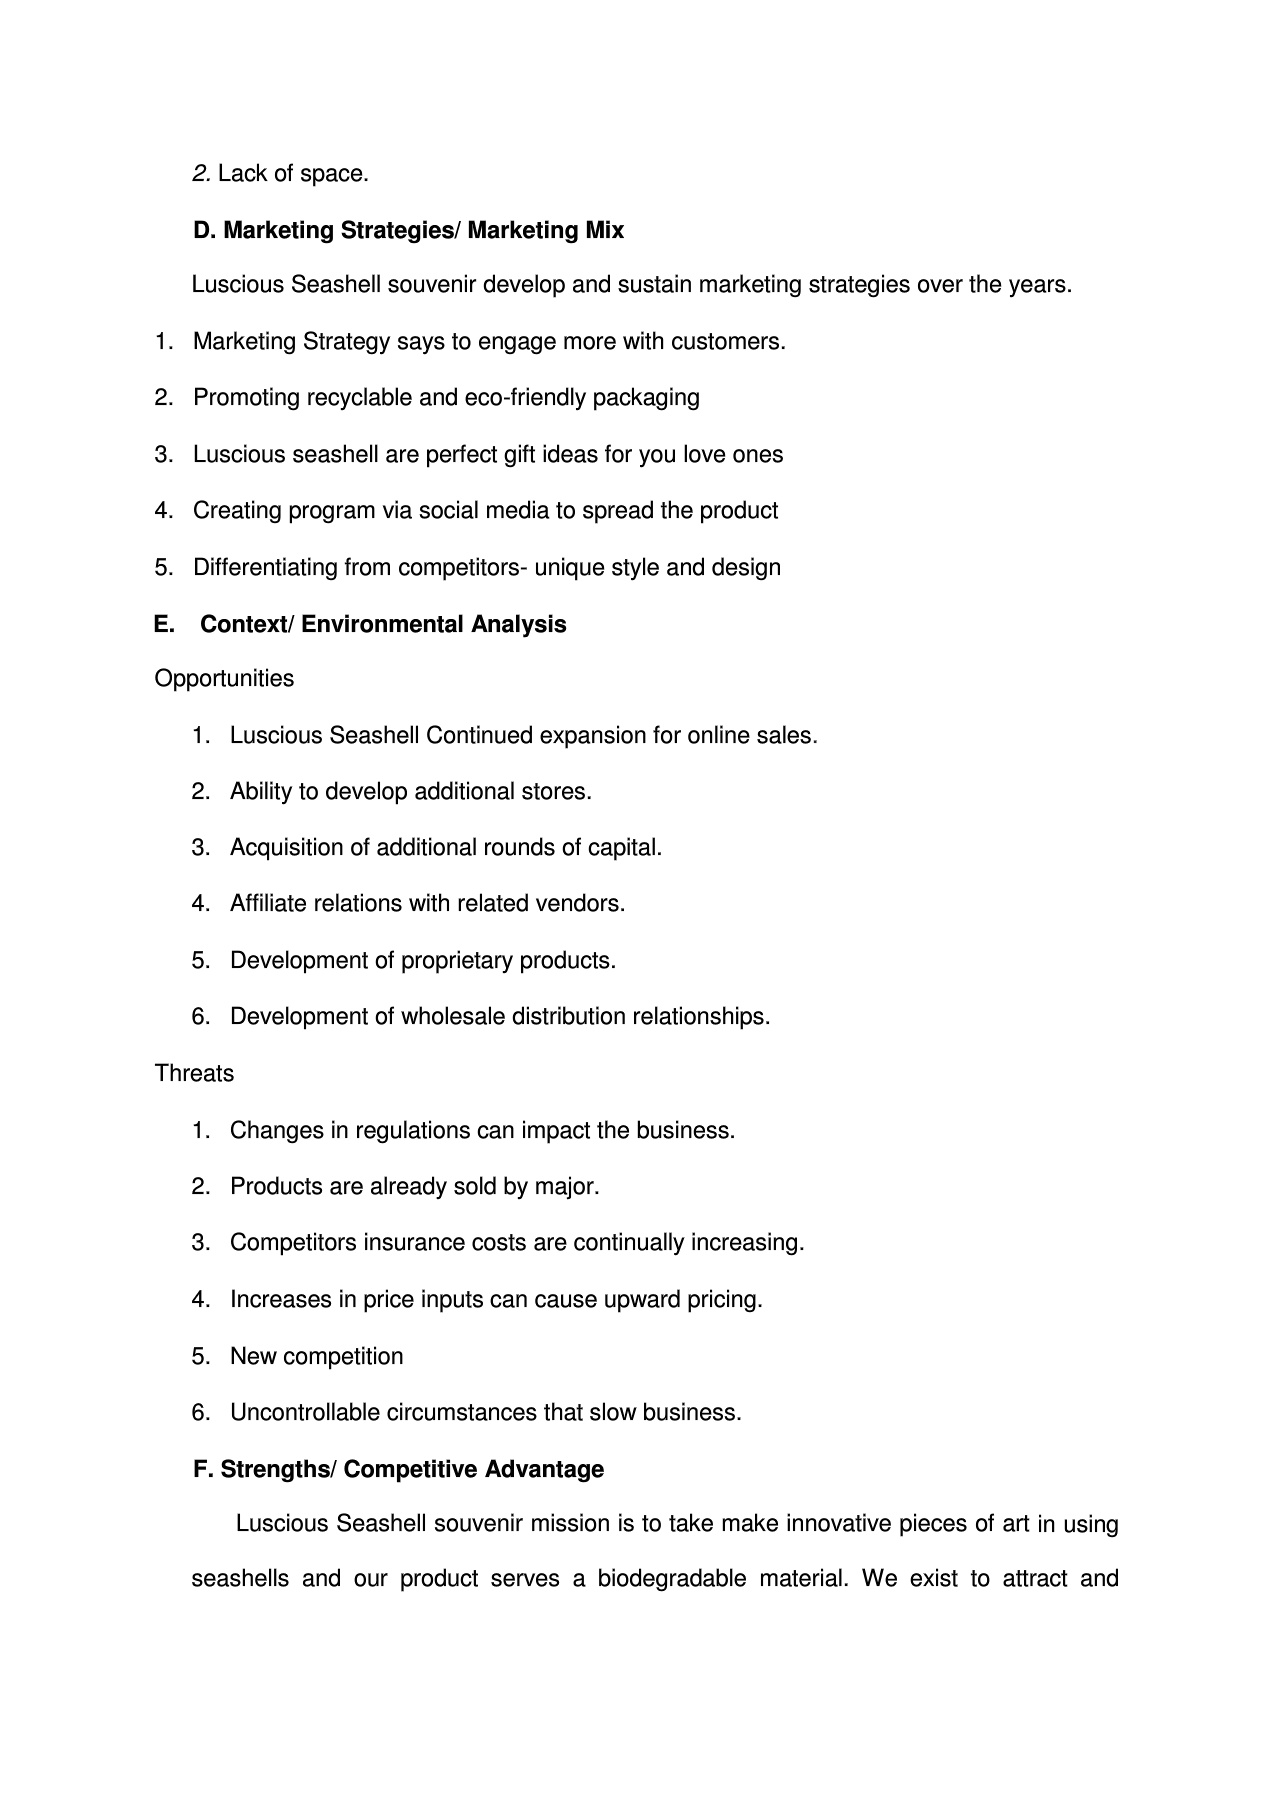 2. Lack of space.
D. Marketing Strategies/ Marketing Mix
Luscious Seashell souvenir develop and sustain marketing strategies over the years.
1. Marketing Strategy says to engage more with customers.
2. Promoting recyclable and eco-friendly packaging
3. Luscious seashell are perfect gift ideas for you love ones
4. Creating program via social media to spread the product
5. Differentiating from competitors- unique style and design
E. Context/ Environmental Analysis
Opportunities
1. Luscious Seashell Continued expansion for online sales.
2. Ability to develop additional stores.
3. Acquisition of additional rounds of capital.
4. Affiliate relations with related vendors.
5. Development of proprietary products.
6. Development of wholesale distribution relationships.
Threats
1. Changes in regulations can impact the business.
2. Products are already sold by major.
3. Competitors insurance costs are continually increasing.
4. Increases in price inputs can cause upward pricing.
5. New competition
6. Uncontrollable circumstances that slow business.
F. Strengths/ Competitive Advantage
Luscious Seashell souvenir mission is to take make innovative pieces of art in using
seashells and our product serves a biodegradable material. We exist to attract and